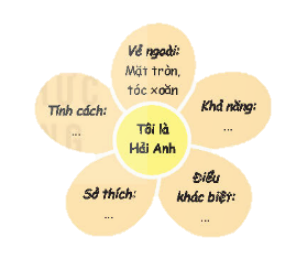 Vẻ ngoài:
Mặt tròn,
tóc xoăn
Khả năng:
...
Điều
khác biệt:
...
Sở thích:
...
Tính cách:
...
Tôi là
Hải Anh